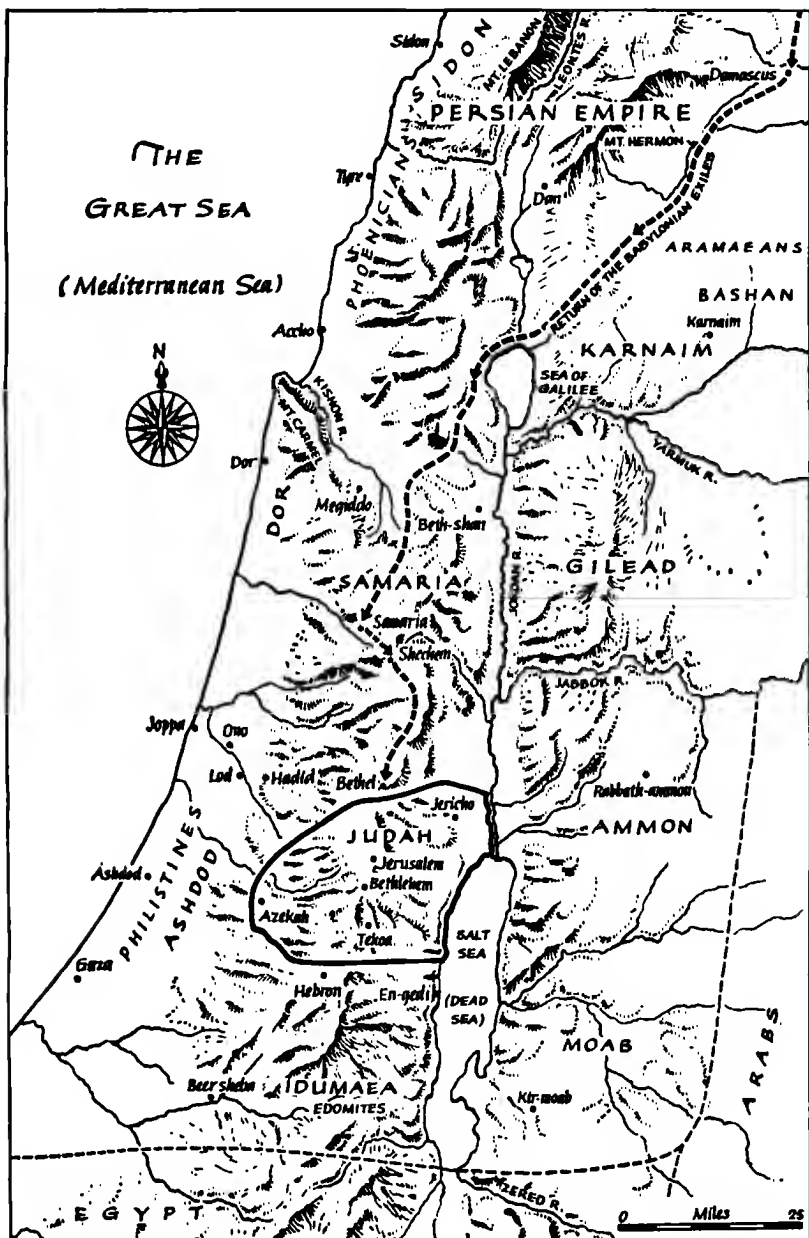 Sidon
MT. LEBANON
LEONTES R.
Damascus
PHOENICIANS-SIDON
PERSIAN EMPIRE
MT. HERMON
THE
GREAT SEA
(Mediterranean Sea)
Tyre
Dan
RETURN OF THE BABYLONIAN EXILES
ARAMAEANS
BASHAN
Karnaim
KARNAIM
Accho
SEA OF
GALILEE
N
KISHON R.
MT. CARMEL
YARMUK R.
Dor
DOR
Megiddo
Beth-shan
JORDAN R.
GILEAD
SAMARIA
Samaria
Shechem
JABBOK R.
Joppa
Ono
Lod
Hadid
Bethel
Rabbath-ammon
Jericho
JUDAH
AMMON
Jerusalem
Bethlehem
Ashdod
PHILISTINES
ASHDOD
Azekah
Tekoa
SALT
SEA
(DEAD
SEA)
Gaza
Hebron
En-gedi
MOAB
ARABS
Beersheba
IDUMAEA
EDOMITES
Kir-moab
EGYPT
ZERED R.
0 Miles 25